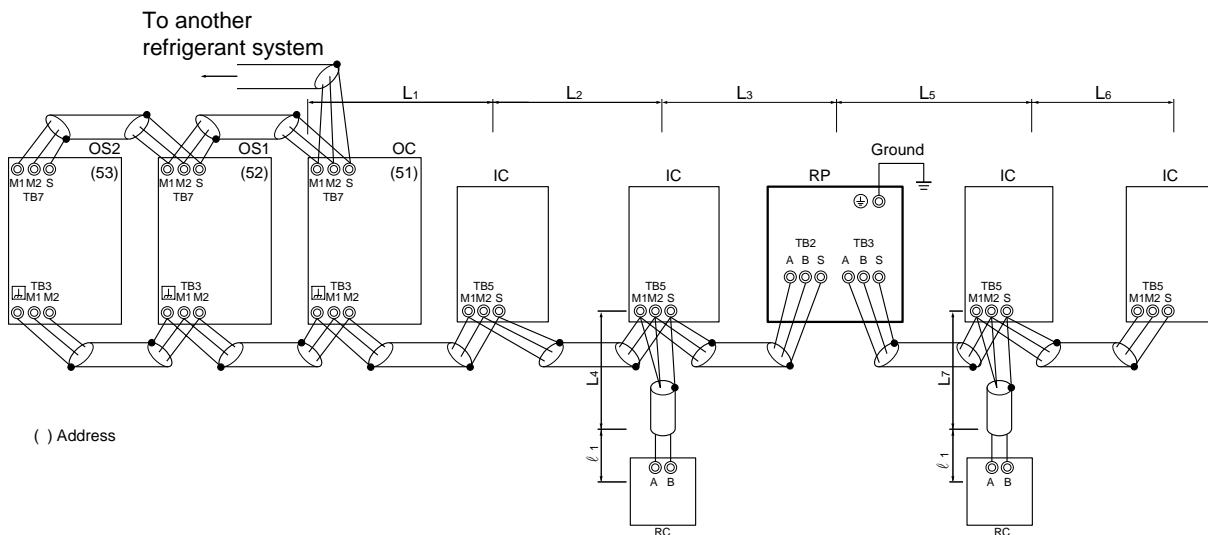 To another
refrigerant system
L1 L2 L3 L5 L6
OS2
(53)
M1 M2 S
TB7
TB3
M1 M2
OS1
(52)
M1 M2 S
TB7
TB3
M1 M2
OC
(51)
M1 M2 S
TB7
TB3
M1 M2
IC
TB5
M1 M2 S
IC
TB5
M1 M2 S
RP
Ground
TB2 TB3
A B S A B S
IC
TB5
M1 M2 S
IC
TB5
M1 M2 S
L4
ℓ1
A B
RC
L7
ℓ1
A B
RC
( ) Address